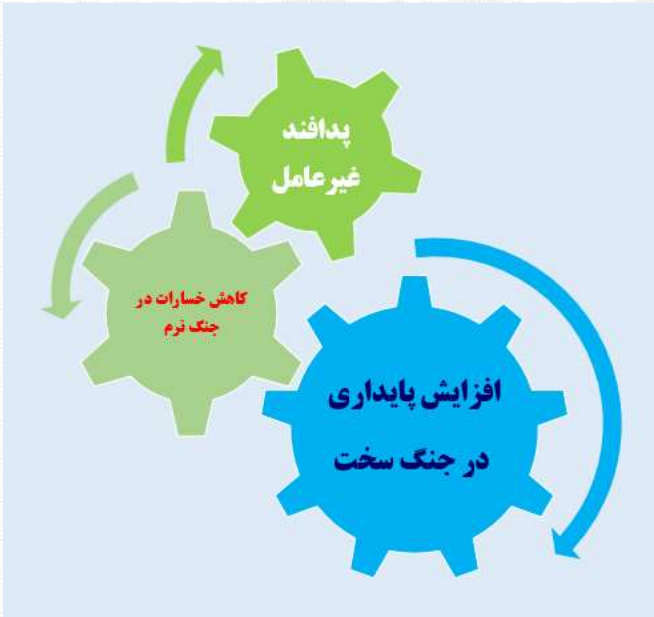 پدافند
غیرعامل
کاهش خسارات در
جنگ نرم
افزایش پایداری
در جنگ سخت